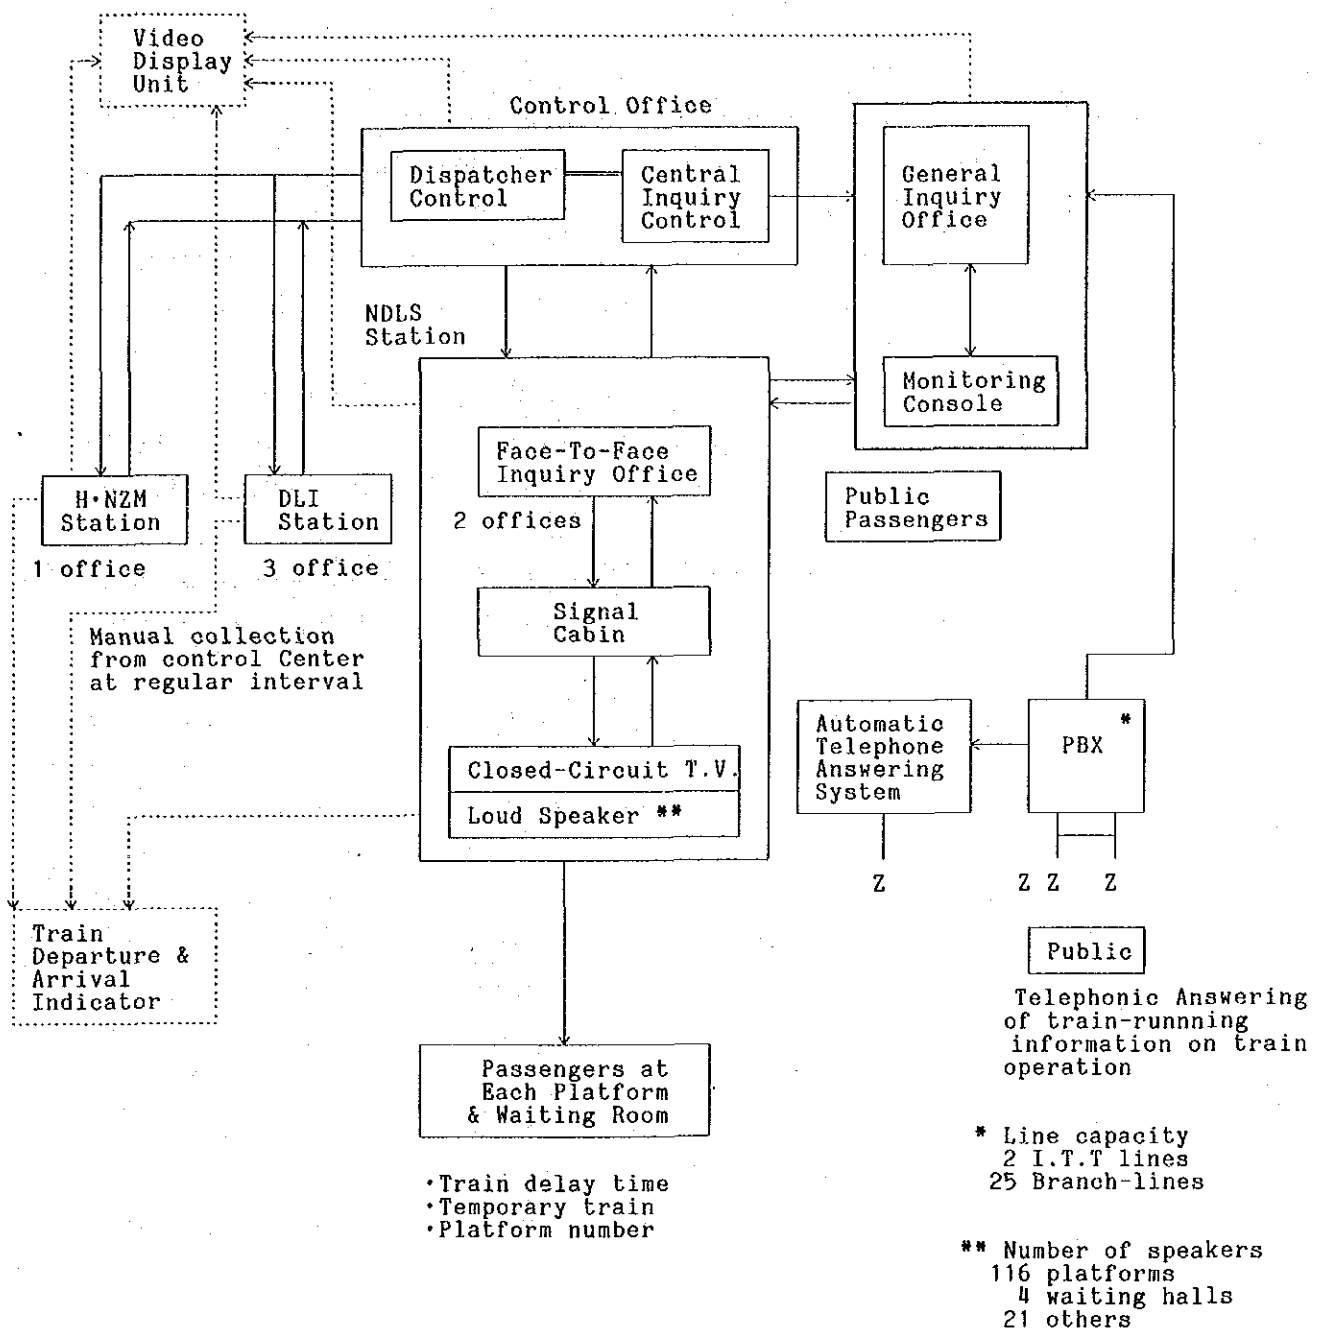 Video
Display
Unit
Control Office
Dispatcher
Control
Central
Inquiry
Control
General
Inquiry
Office
NDLS
Station
Monitoring
Console
Face-To-Face
Inquiry Office
2 offices
H·NZM
Station
1 office
DLI
Station
3 office
Public
Passengers
Signal
Cabin
Manual collection
from control Center
at regular interval
Closed-Circuit T.V.
Loud Speaker **
Automatic
Telephone
Answering
System
PBX *
Z
Z Z Z
Train
Departure &
Arrival
Indicator
Public
Telephonic Answering
of train-runnning
information on train
operation
Passengers at
Each Platform
& Waiting Room
·Train delay time
·Temporary train
·Platform number
* Line capacity
2 I.T.T lines
25 Branch-lines
** Number of speakers
116 platforms
4 waiting halls
21 others